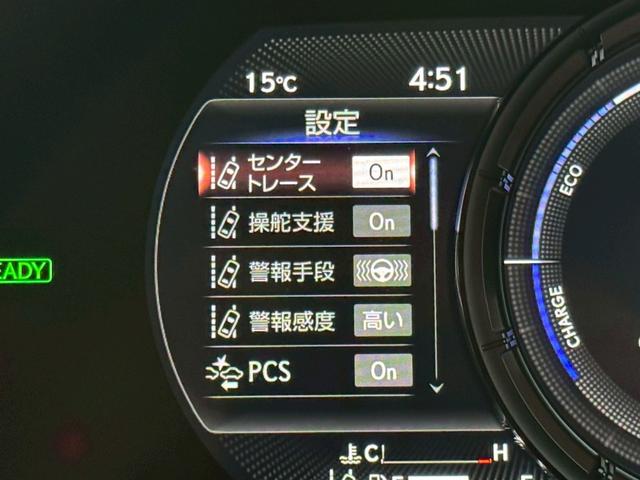 15℃
4:51
設定
センター
トレース
On
操舵支援
On
警報手段
警報感度
高い
PCS
On
ECO
CHARGE
EADY
C
H